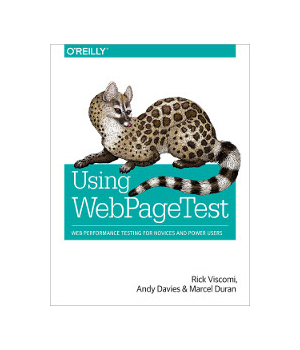 O'REILLY®
Using
WebPageTest
WEB PERFORMANCE TESTING FOR NOVICES AND POWER USERS
Rick Viscomi,
Andy Davies & Marcel Duran